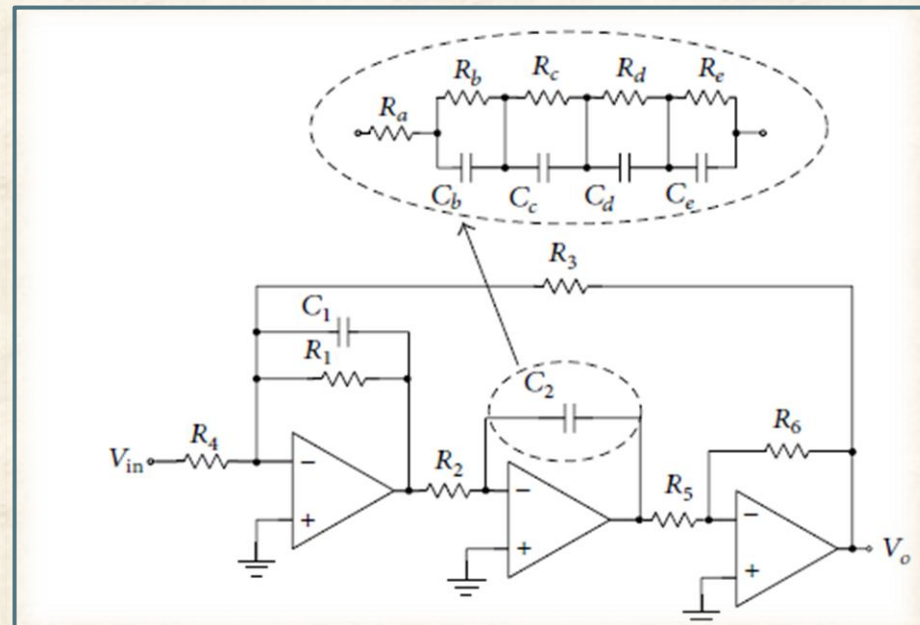 R_b R_c R_d R_e
R_a
C_b C_c C_d C_e
R_3
C_1
R_1
C_2
R_4
V_in
R_2
R_6
R_5
− + − + − +
V_o